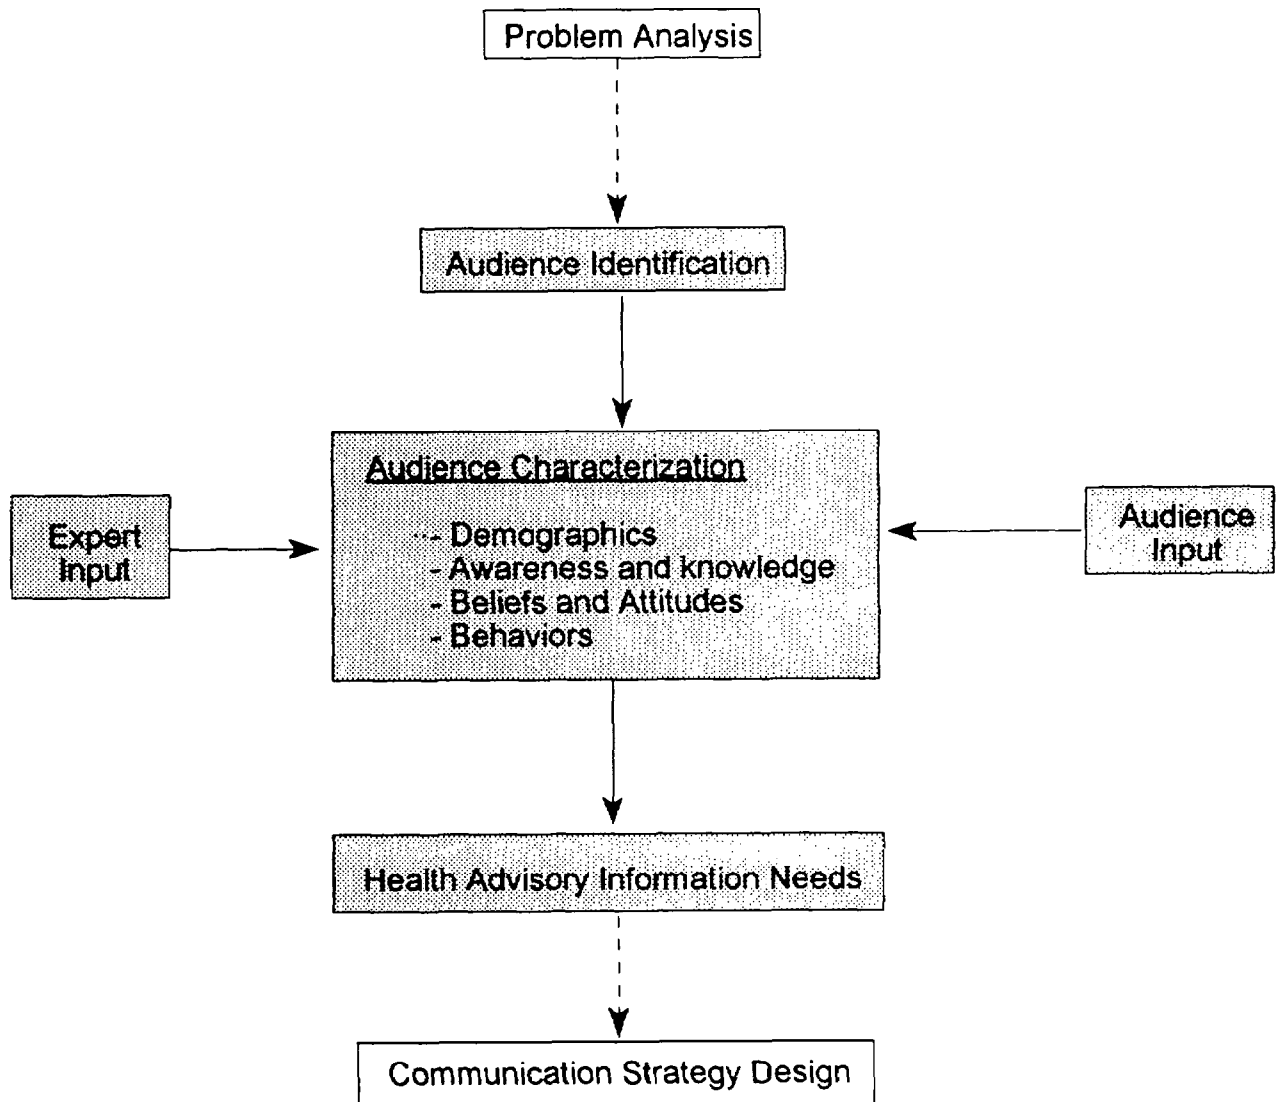 Problem Analysis
Audience Identification
Audience Characterization
- Demographics
- Awareness and knowledge
- Beliefs and Attitudes
- Behaviors
Expert
Input
Audience
Input
Health Advisory Information Needs
Communication Strategy Design